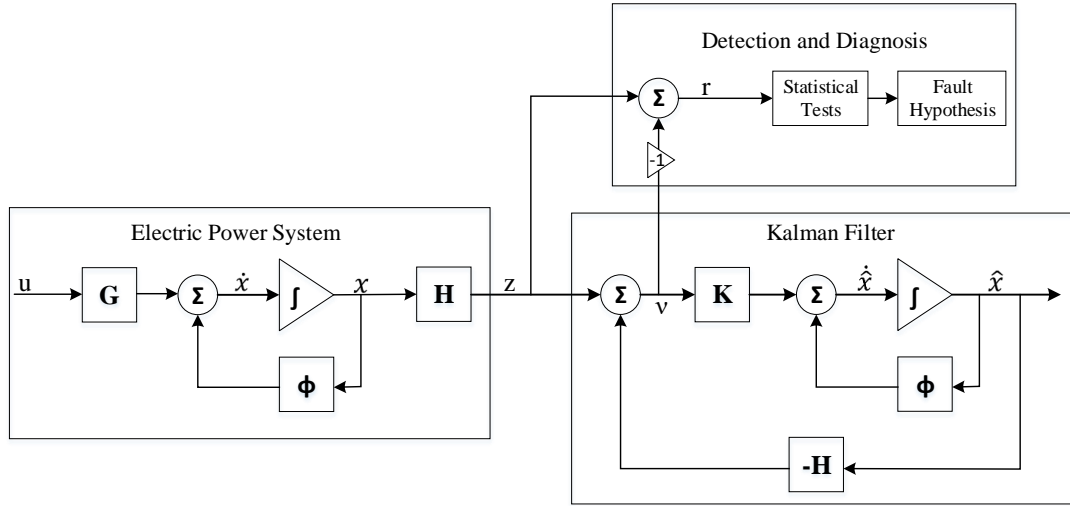 Detection and Diagnosis
Σ
r
Statistical
Tests
Fault
Hypothesis
-1
Electric Power System
u
G
Σ
ẋ
∫
x
H
z
ϕ
Kalman Filter
Σ
ν
K
Σ
x̂̇
∫
x̂
ϕ
-H